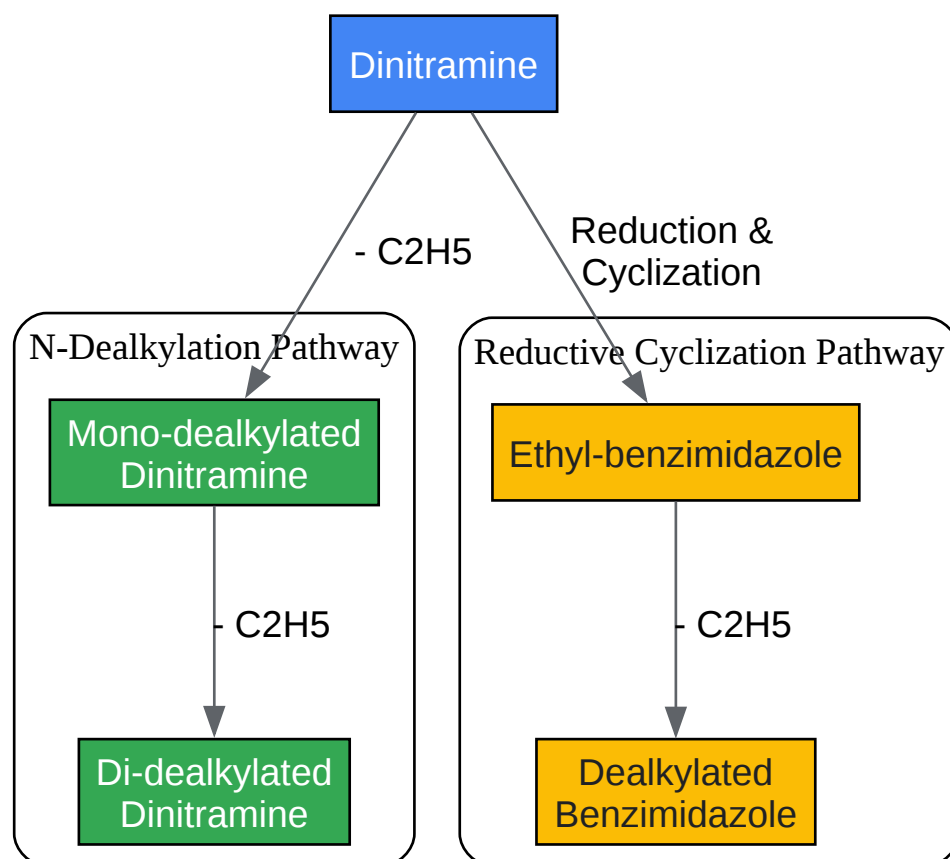 Dinitramine
- C2H5
Reduction &
Cyclization
N-Dealkylation Pathway
Reductive Cyclization Pathway
Mono-dealkylated
Dinitramine
Ethyl-benzimidazole
- C2H5
- C2H5
Di-dealkylated
Dinitramine
Dealkylated
Benzimidazole